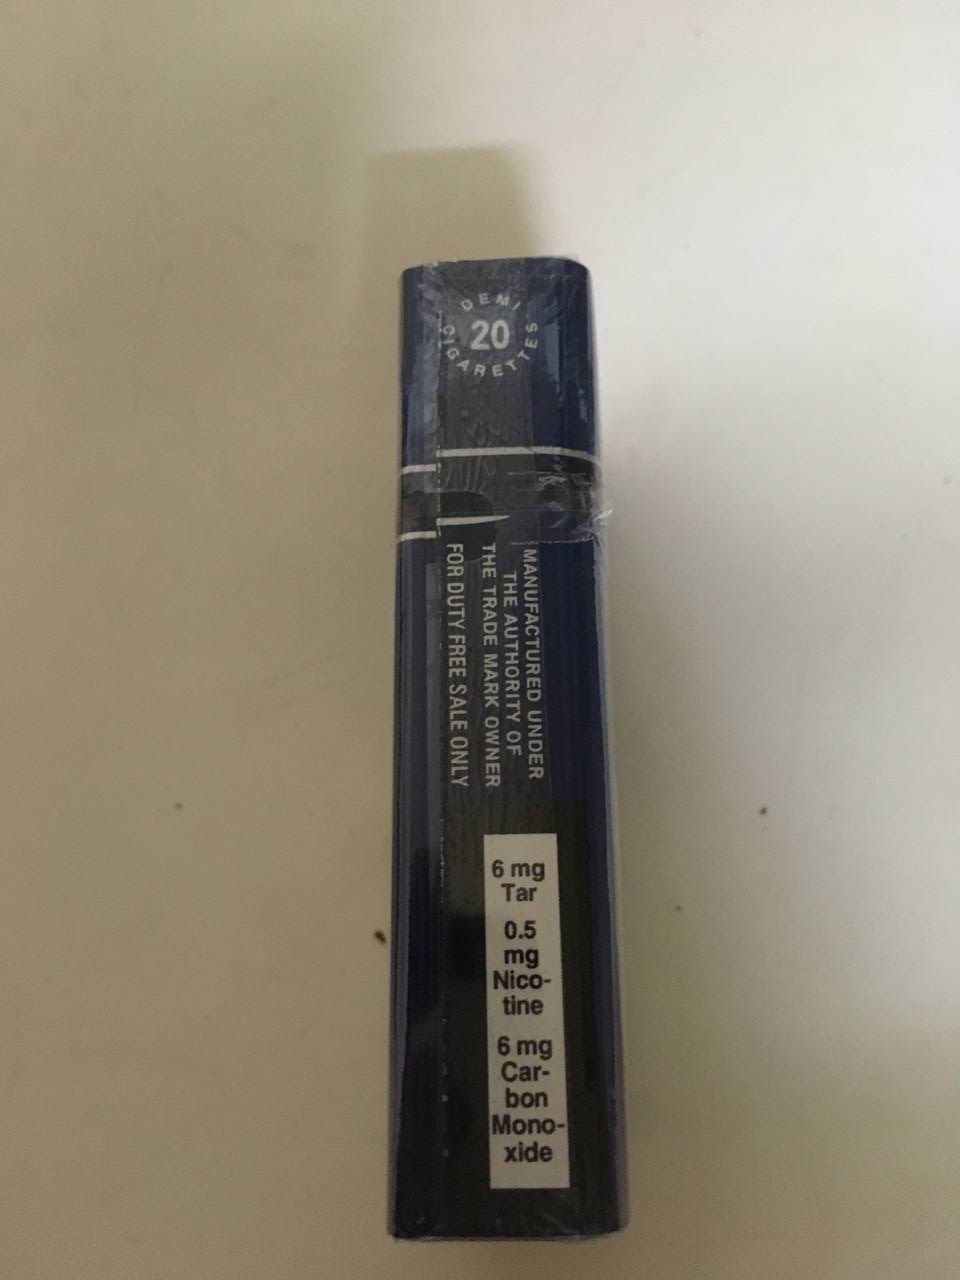 DEMI
20
CIGARETTES
MANUFACTURED UNDER
THE AUTHORITY OF
THE TRADE MARK OWNER
FOR DUTY FREE SALE ONLY
6 mg
Tar
0.5
mg
Nico-
tine
6 mg
Car-
bon
Mono-
xide